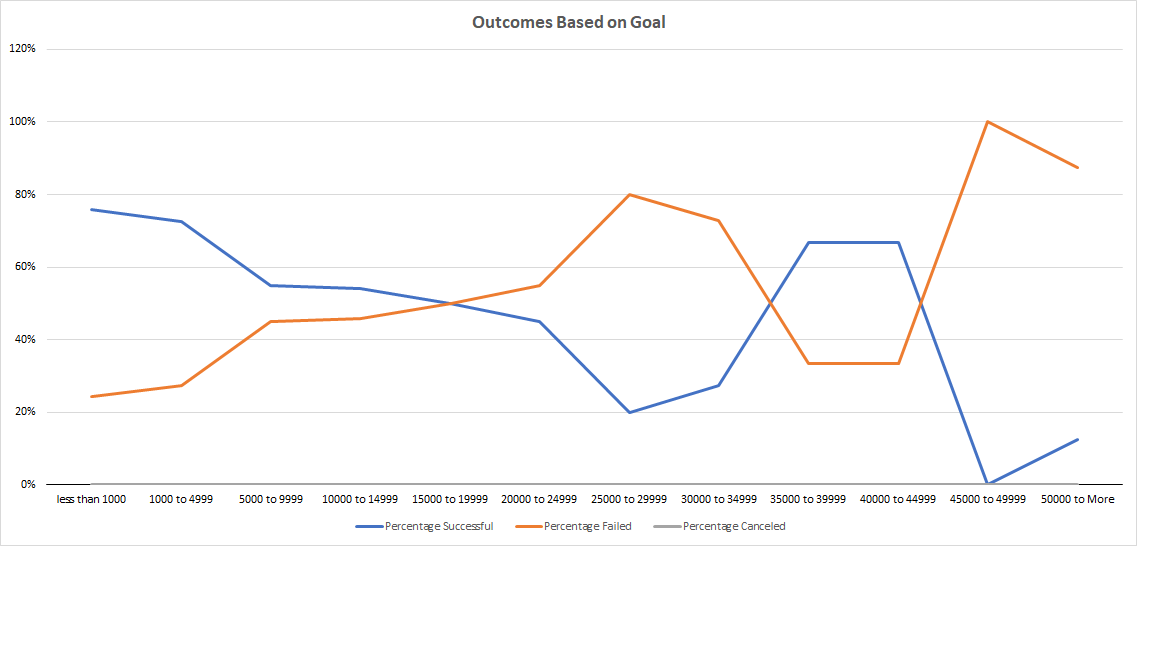 Outcomes Based on Goal
120%
100%
80%
60%
40%
20%
0%
less than 1000 1000 to 4999 5000 to 9999 10000 to 14999 15000 to 19999 20000 to 24999 25000 to 29999 30000 to 34999 35000 to 39999 40000 to 44999 45000 to 49999 50000 to More
Percentage Successful Percentage Failed Percentage Canceled